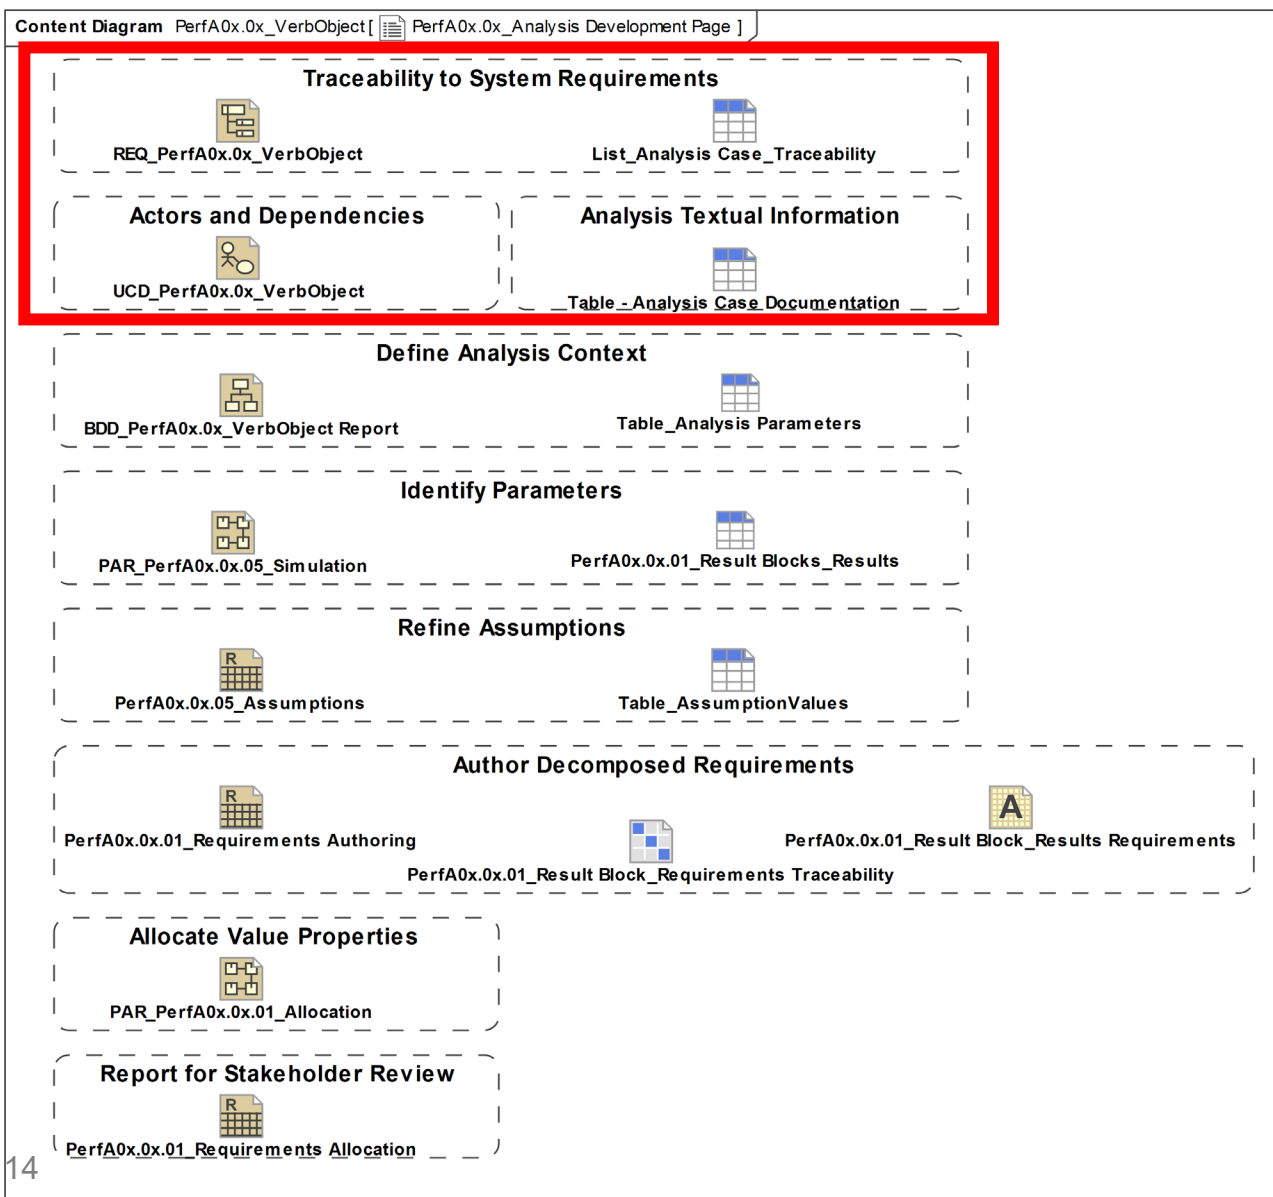 Content Diagram PerfA0x.0x_VerbObject [ PerfA0x.0x_Analysis Development Page ]
Traceability to System Requirements
REQ_PerfA0x.0x_VerbObject
List_Analysis Case_Traceability
Actors and Dependencies
UCD_PerfA0x.0x_VerbObject
Analysis Textual Information
Table - Analysis Case Documentation
Define Analysis Context
BDD_PerfA0x.0x_VerbObject Report
Table_Analysis Parameters
Identify Parameters
PAR_PerfA0x.0x.05_Simulation
PerfA0x.0x.01_Result Blocks_Results
Refine Assumptions
R
PerfA0x.0x.05_Assumptions
Table_AssumptionValues
Author Decomposed Requirements
R
PerfA0x.0x.01_Requirements Authoring
A
PerfA0x.0x.01_Result Block_Results Requirements
PerfA0x.0x.01_Result Block_Requirements Traceability
Allocate Value Properties
PAR_PerfA0x.0x.01_Allocation
Report for Stakeholder Review
R
PerfA0x.0x.01_Requirements Allocation
14